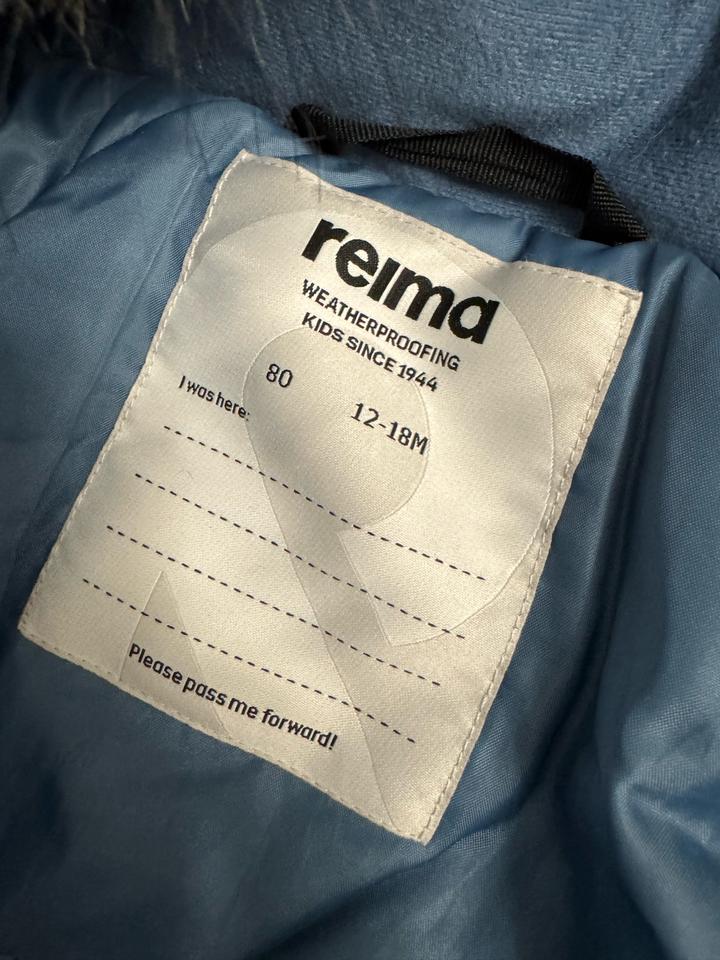 reima
WEATHERPROOFING
KIDS SINCE 1944
80 12-18M
I was here:
Please pass me forward!